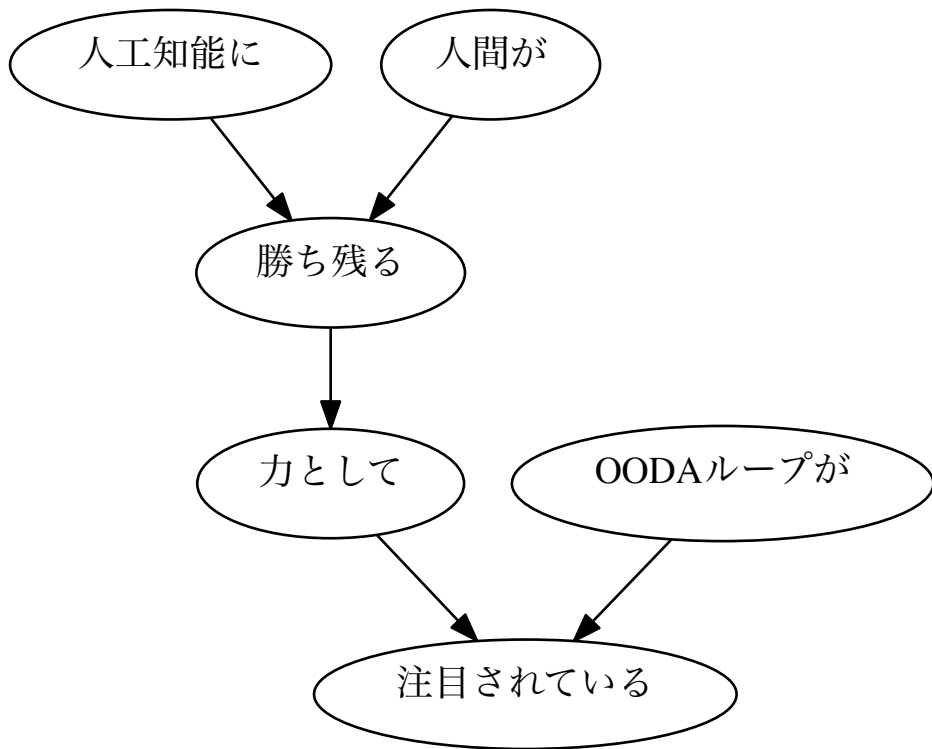 人工知能に
人間が
勝ち残る
力として
OODAループが
注目されている